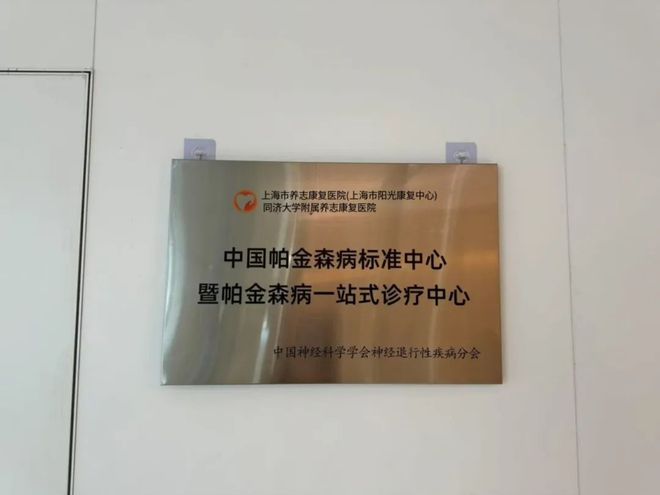 上海市养志康复医院(上海市阳光康复中心)
同济大学附属养志康复医院
中国帕金森病标准中心
暨帕金森病一站式诊疗中心
中国神经科学学会神经退行性疾病分会